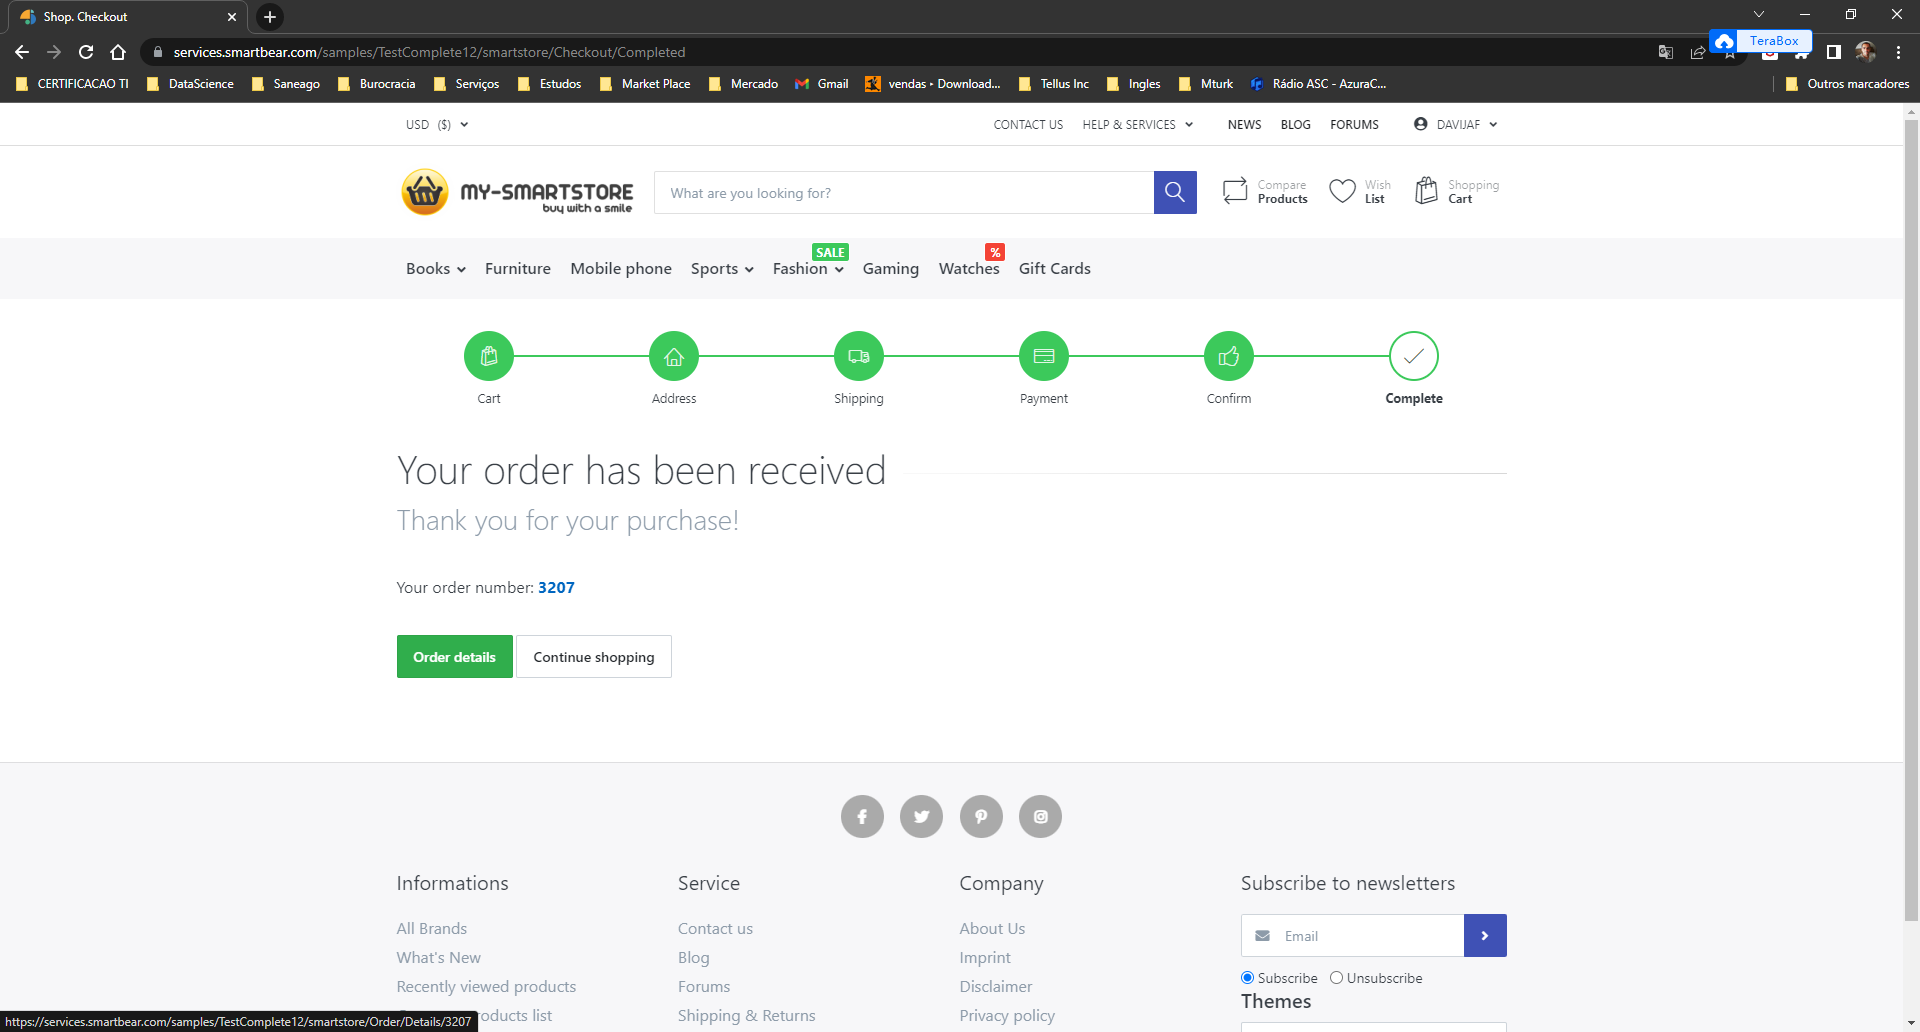 Shop. Checkout
services.smartbear.com/samples/TestComplete12/smartstore/Checkout/Completed
TeraBox
CERTIFICACAO TI DataScience Saneago Burocracia Serviços Estudos Market Place Mercado Gmail vendas ‣ Download... Tellus Inc Ingles Mturk Rádio ASC - AzuraC... Outros marcadores
USD ($) CONTACT US HELP & SERVICES NEWS BLOG FORUMS DAVIJAF
MY-SMARTSTORE
buy with a smile
What are you looking for?
Compare
Products
Wish
List
Shopping
Cart
SALE %
Books Furniture Mobile phone Sports Fashion Gaming Watches Gift Cards
Cart Address Shipping Payment Confirm Complete
Your order has been received
Thank you for your purchase!
Your order number: 3207
Order details Continue shopping
Informations
All Brands
What's New
Recently viewed products
oducts list
Service
Contact us
Blog
Forums
Shipping & Returns
Company
About Us
Imprint
Disclaimer
Privacy policy
Subscribe to newsletters
Email
Subscribe Unsubscribe
Themes
https://services.smartbear.com/samples/TestComplete12/smartstore/Order/Details/3207